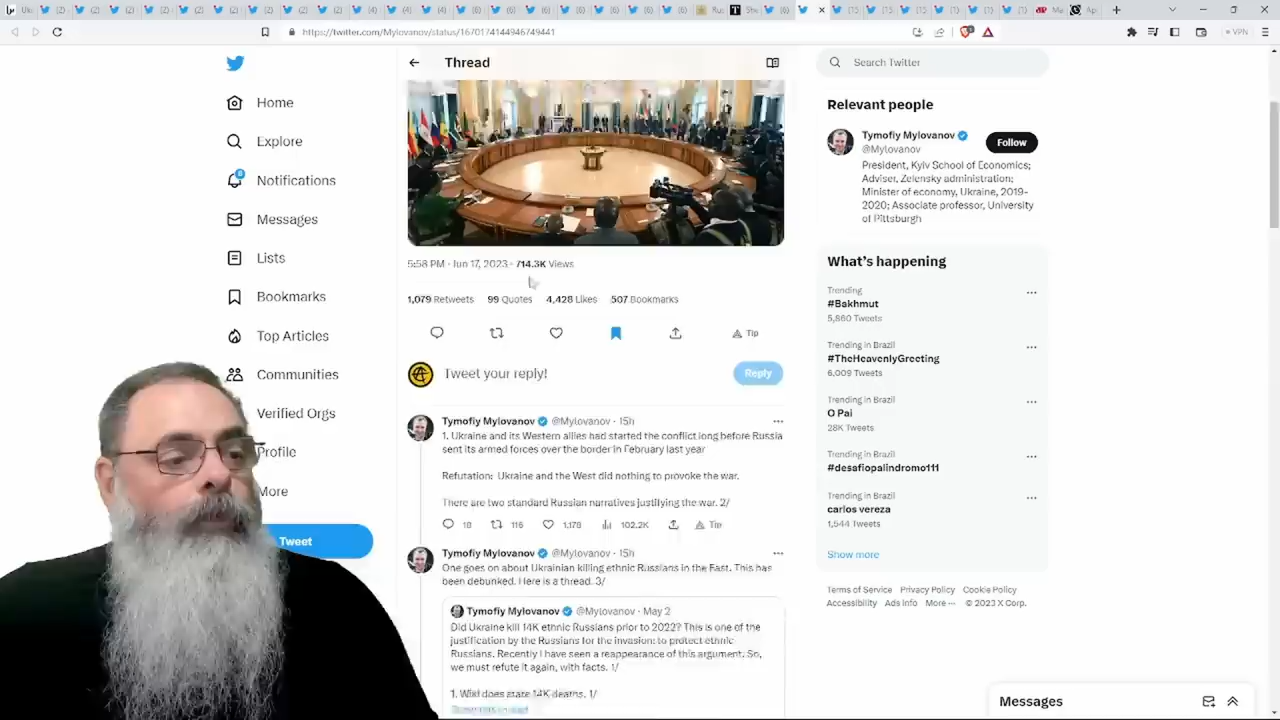 https://twitter.com/Mylovanov/status/1670174144946749441
VPN
Home
Explore
Notifications
Messages
Lists
Bookmarks
Top Articles
Communities
Verified Orgs
Profile
More
Tweet
Thread
5:58 PM · Jun 17, 2023 · 714.3K Views
1,079 Retweets 99 Quotes 4,428 Likes 507 Bookmarks
Tip
Tweet your reply!
Reply
Tymofiy Mylovanov @Mylovanov · 15h
1. Ukraine and its Western allies had started the conflict long before Russia
sent its armed forces over the border in February last year
Refutation: Ukraine and the West did nothing to provoke the war.
There are two standard Russian narratives justifying the war. 2/
18 116 1,178 102.2K Tip
Tymofiy Mylovanov @Mylovanov · 15h
One goes on about Ukrainian killing ethnic Russians in the East. This has
been debunked. Here is a thread. 3/
Tymofiy Mylovanov @Mylovanov · May 2
Did Ukraine kill 14K ethnic Russians prior to 2022? This is one of the
justification by the Russians for the invasion: to protect ethnic
Russians. Recently I have seen a reappearance of this argument. So,
we must refute it again, with facts. 1/
1. Wiki does state 14K deaths. 1/
Search Twitter
Relevant people
Tymofiy Mylovanov
@Mylovanov
Follow
President, Kyiv School of Economics;
Adviser, Zelensky administration;
Minister of economy, Ukraine, 2019-
2020; Associate professor, University
of Pittsburgh
What's happening
Trending
#Bakhmut
5,860 Tweets
Trending in Brazil
#TheHeavenlyGreeting
6,009 Tweets
Trending in Brazil
O Pai
28K Tweets
Trending in Brazil
#desafiopalindromo111
Trending in Brazil
carlos vereza
1,544 Tweets
Show more
Terms of Service Privacy Policy Cookie Policy
Accessibility Ads info More ··· © 2023 X Corp.
Messages